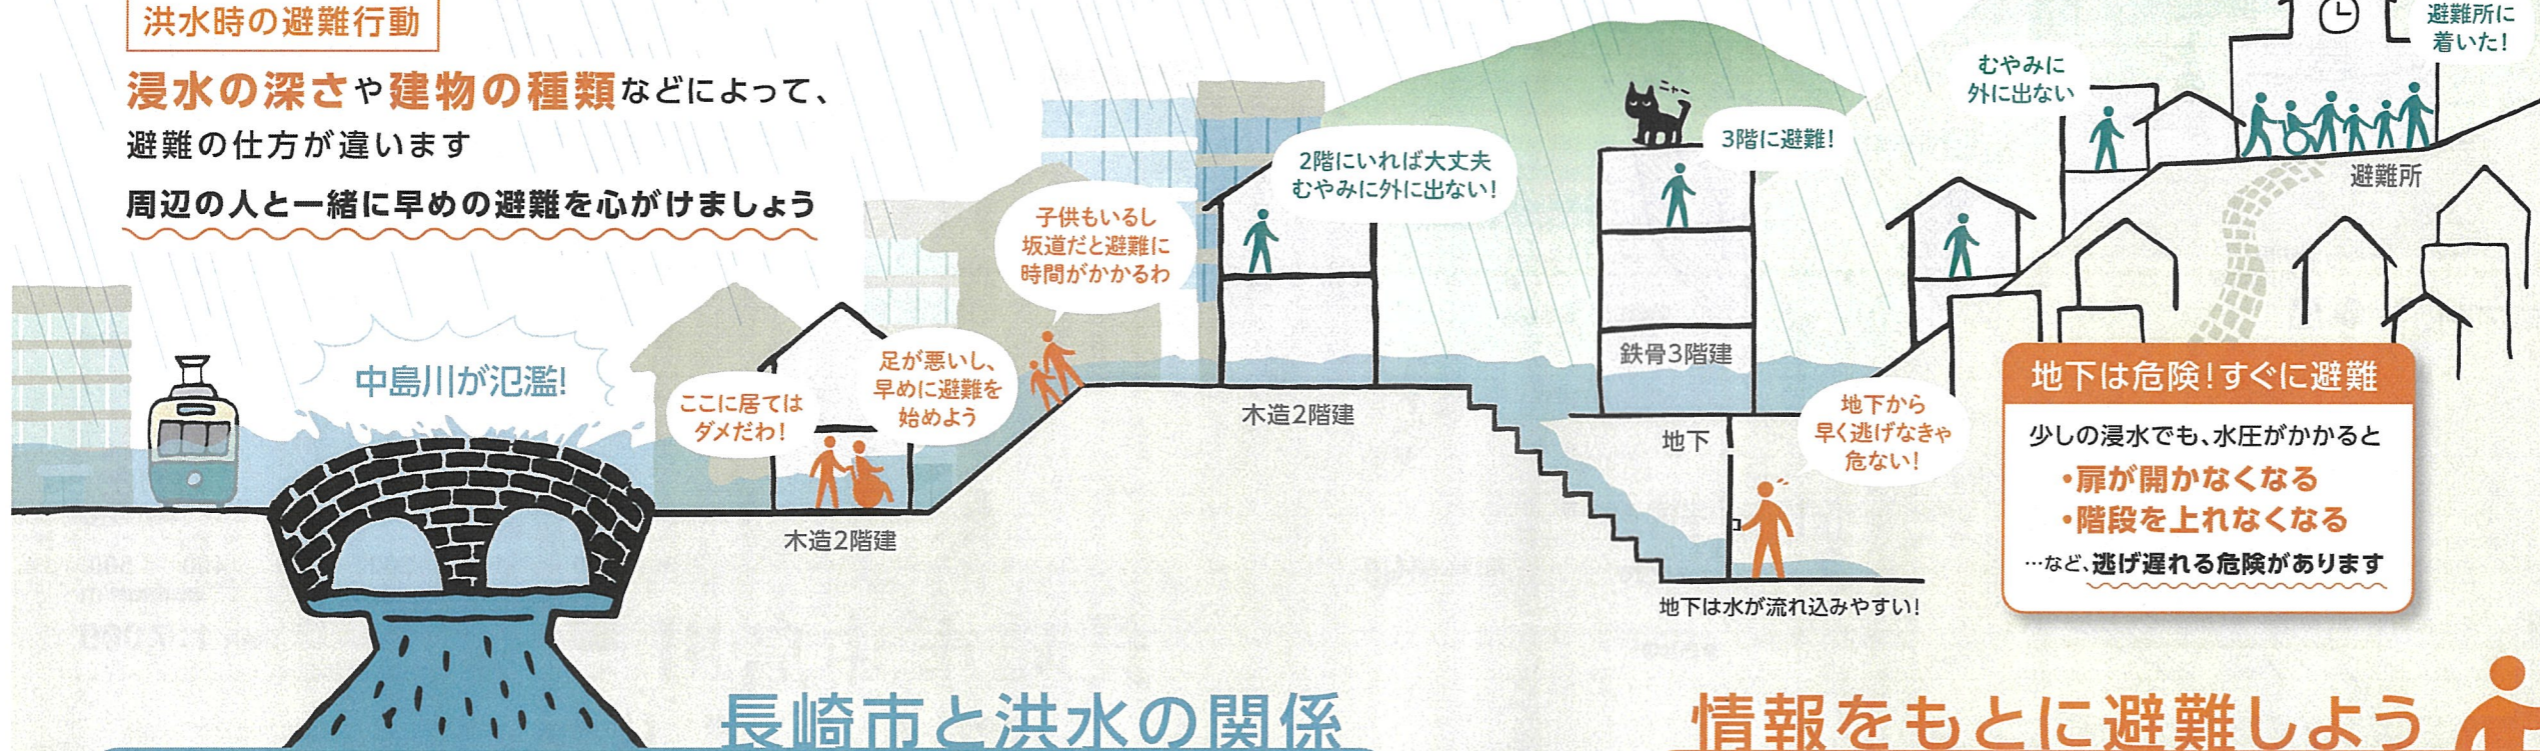 洪水時の避難行動
浸水の深さや建物の種類などによって、
避難の仕方が違います
周辺の人と一緒に早めの避難を心がけましょう
中島川が氾濫!
ここに居ては
ダメだわ!
足が悪いし、
早めに避難を
始めよう
木造2階建
子供もいるし
坂道だと避難に
時間がかかるわ
2階にいれば大丈夫
むやみに外に出ない!
木造2階建
ニャー
3階に避難!
鉄骨3階建
地下
地下から
早く逃げなきゃ
危ない!
地下は水が流れ込みやすい!
むやみに
外に出ない
避難所に
着いた!
避難所
地下は危険!すぐに避難
少しの浸水でも、水圧がかかると
・扉が開かなくなる
・階段を上れなくなる
…など、逃げ遅れる危険があります
長崎市と洪水の関係
情報をもとに避難しよう